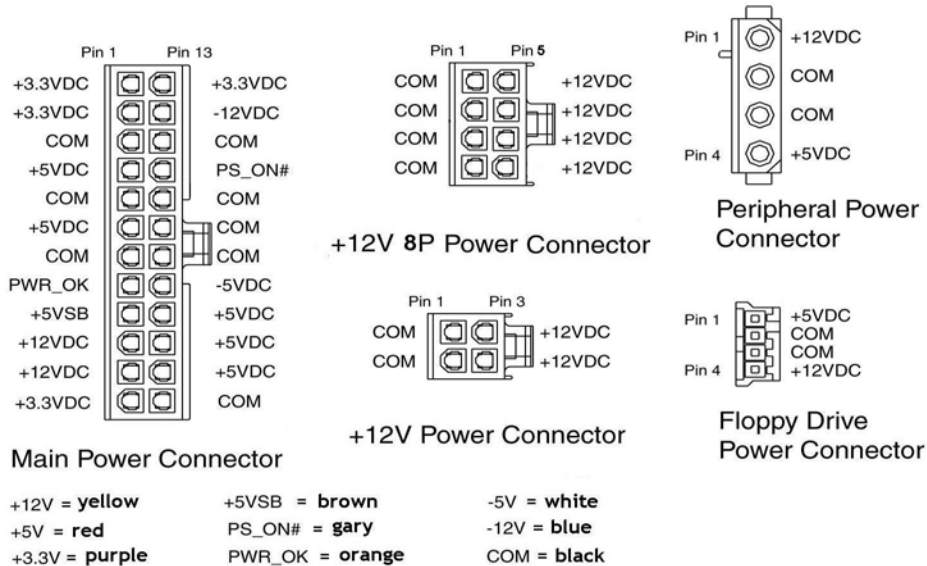 Pin 1 Pin 13
+3.3VDC +3.3VDC
+3.3VDC -12VDC
COM COM
+5VDC PS_ON#
COM COM
+5VDC COM
COM COM
PWR_OK -5VDC
+5VSB +5VDC
+12VDC +5VDC
+12VDC +5VDC
+3.3VDC COM
Main Power Connector
Pin 1 Pin 5
COM +12VDC
COM +12VDC
COM +12VDC
COM +12VDC
+12V 8P Power Connector
Pin 1 Pin 3
COM +12VDC
COM +12VDC
+12V Power Connector
Pin 1 +12VDC
COM
COM
Pin 4 +5VDC
Peripheral Power
Connector
Pin 1 +5VDC
COM
COM
Pin 4 +12VDC
Floppy Drive
Power Connector
+12V = yellow +5VSB = brown -5V = white
+5V = red PS_ON# = gary -12V = blue
+3.3V = purple PWR_OK = orange COM = black